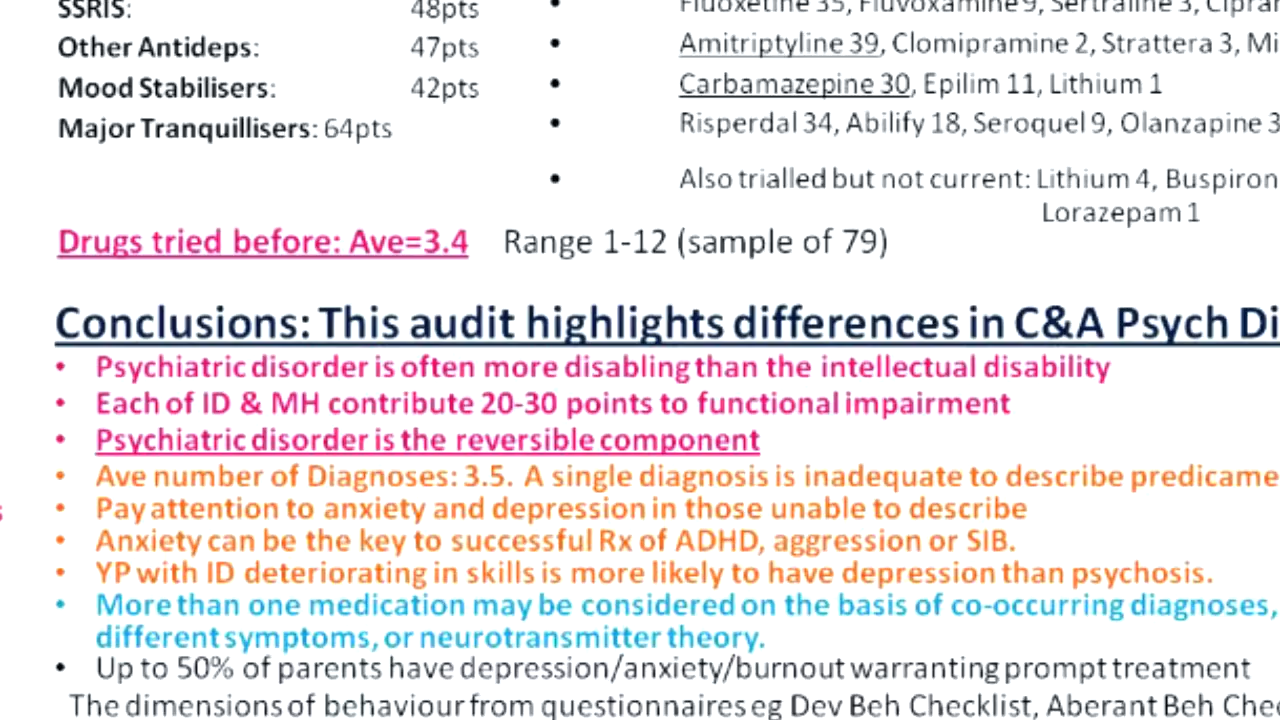 SSRIS: 48pts • Fluoxetine 35, Fluvoxamine 9, Sertraline 3,
Other Antideps: 47pts • Amitriptyline 39, Clomipramine 2, Strattera 3,
Mood Stabilisers: 42pts • Carbamazepine 30, Epilim 11, Lithium 1
Major Tranquillisers: 64pts • Risperdal 34, Abilify 18, Seroquel 9, Olanzapine 3
• Also trialled but not current: Lithium 4, Buspiron
Lorazepam 1
Drugs tried before: Ave=3.4 Range 1-12 (sample of 79)
Conclusions: This audit highlights differences in C&A Psych Di
• Psychiatric disorder is often more disabling than the intellectual disability
• Each of ID & MH contribute 20-30 points to functional impairment
• Psychiatric disorder is the reversible component
• Ave number of Diagnoses: 3.5. A single diagnosis is inadequate to describe predicame
• Pay attention to anxiety and depression in those unable to describe
• Anxiety can be the key to successful Rx of ADHD, aggression or SIB.
• YP with ID deteriorating in skills is more likely to have depression than psychosis.
• More than one medication may be considered on the basis of co-occurring diagnoses,
different symptoms, or neurotransmitter theory.
• Up to 50% of parents have depression/anxiety/burnout warranting prompt treatment
The dimensions of behaviour from questionnaires eg Dev Beh Checklist, Aberrant Beh Che